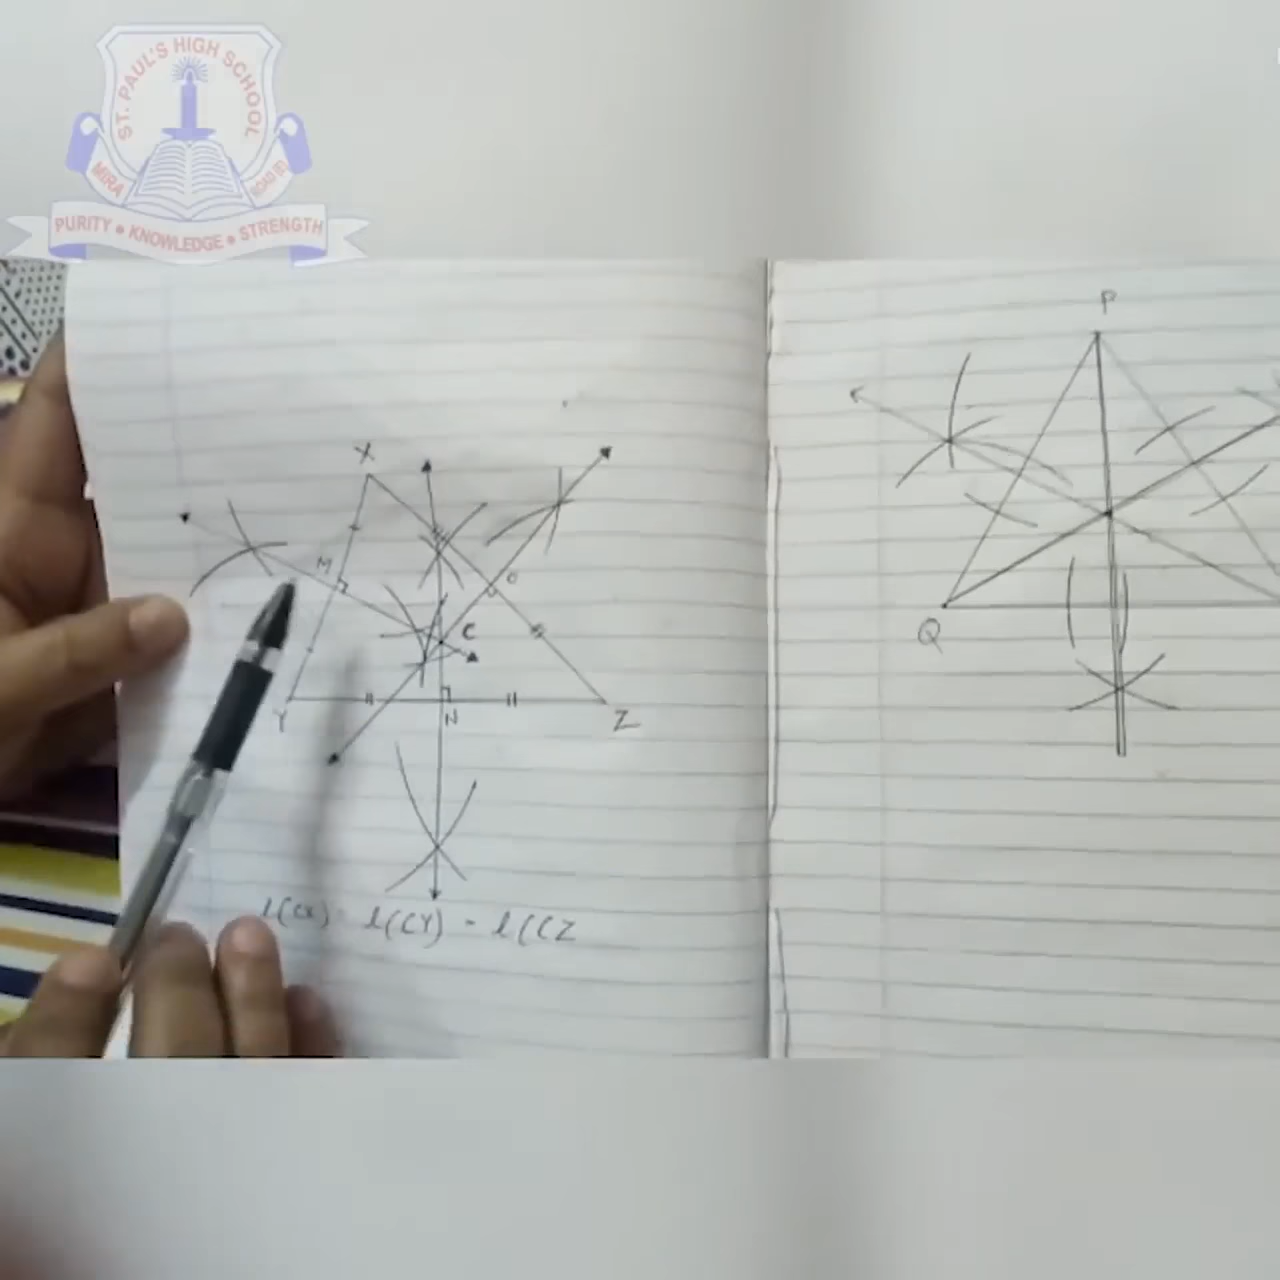 ST. PAUL'S HIGH SCHOOL
MIRA ROAD (E)
PURITY • KNOWLEDGE • STRENGTH
P
X
M
O
C
Q
Y
N
Z
l(CX) = l(CY) = l(CZ